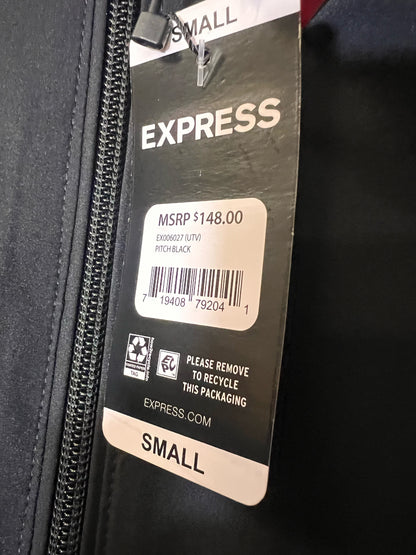 SMALL
EXPRESS
MSRP $148.00
EX006027 (UTV)
PITCH BLACK
7 19408 79204 1
PLEASE REMOVE
TO RECYCLE
THIS PACKAGING
TAG
EXPRESS.COM
SMALL